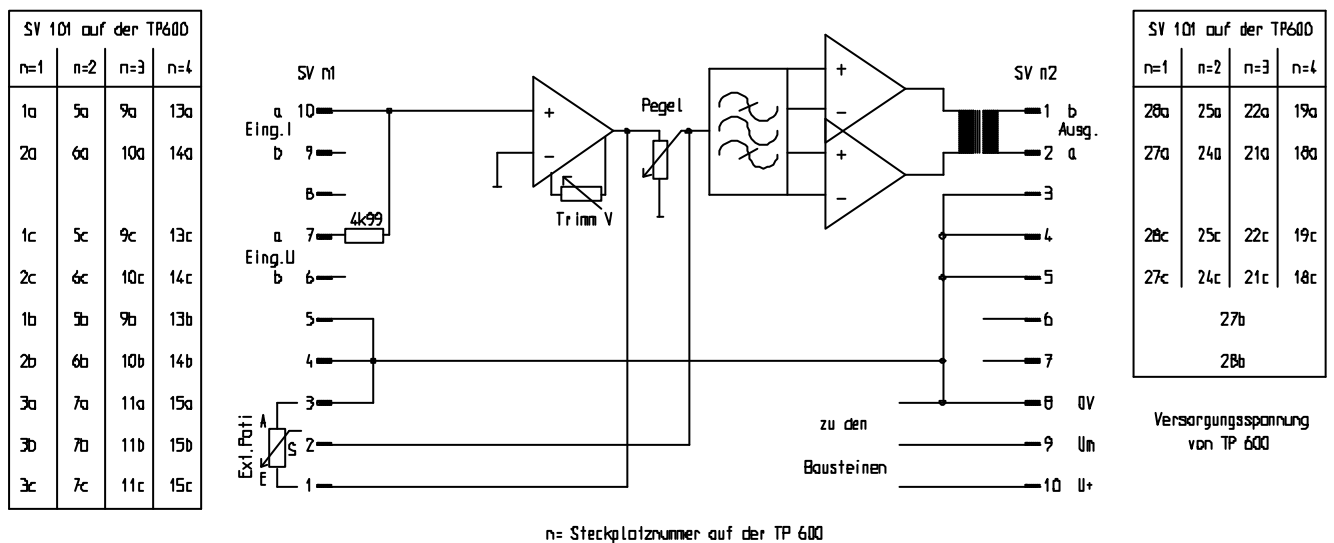 SV 101 auf der TP600
n=1 n=2 n=3 n=4
1a 5a 9a 13a
2a 6a 10a 14a
1c 5c 9c 13c
2c 6c 10c 14c
1b 5b 9b 13b
2b 6b 10b 14b
3a 7a 11a 15a
3b 7b 11b 15b
3c 7c 11c 15c
SV n1
a 10
Eing.I
b 9
8
4k99
a 7
Eing.U
b 6
5
4
3
2
1
Ext.Poti
A
S
E
+
−
Trimm V
Pegel
+
−
+
−
SV n2
1 b
Ausg.
2 a
3
4
5
6
7
8 0V
zu den
9 Um
Bausteinen
10 U+
SV 101 auf der TP600
n=1 n=2 n=3 n=4
28a 25a 22a 19a
27a 24a 21a 18a
28c 25c 22c 19c
27c 24c 21c 18c
27b
28b
Versorgungsspannung
von TP 600
n= Steckplatznummer auf der TP 600